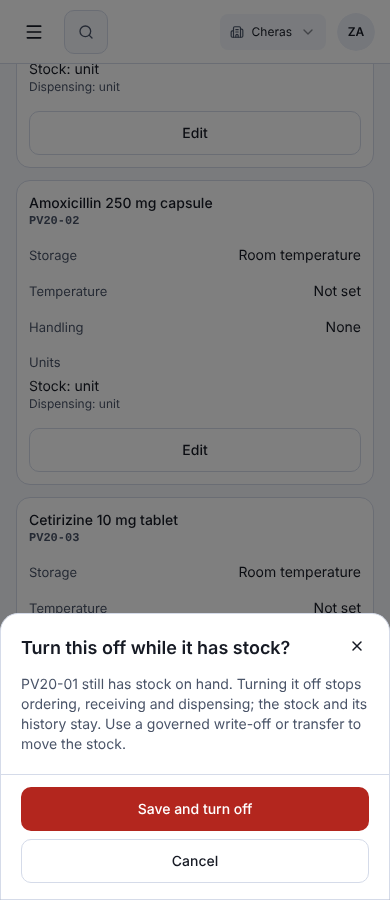 Cheras
ZA
Stock: unit
Dispensing: unit
Edit
Amoxicillin 250 mg capsule
PV20-02
Storage Room temperature
Temperature Not set
Handling None
Units
Stock: unit
Dispensing: unit
Edit
Cetirizine 10 mg tablet
PV20-03
Storage Room temperature
Temperature Not set
Turn this off while it has stock?
PV20-01 still has stock on hand. Turning it off stops
ordering, receiving and dispensing; the stock and its
history stay. Use a governed write-off or transfer to
move the stock.
Save and turn off
Cancel